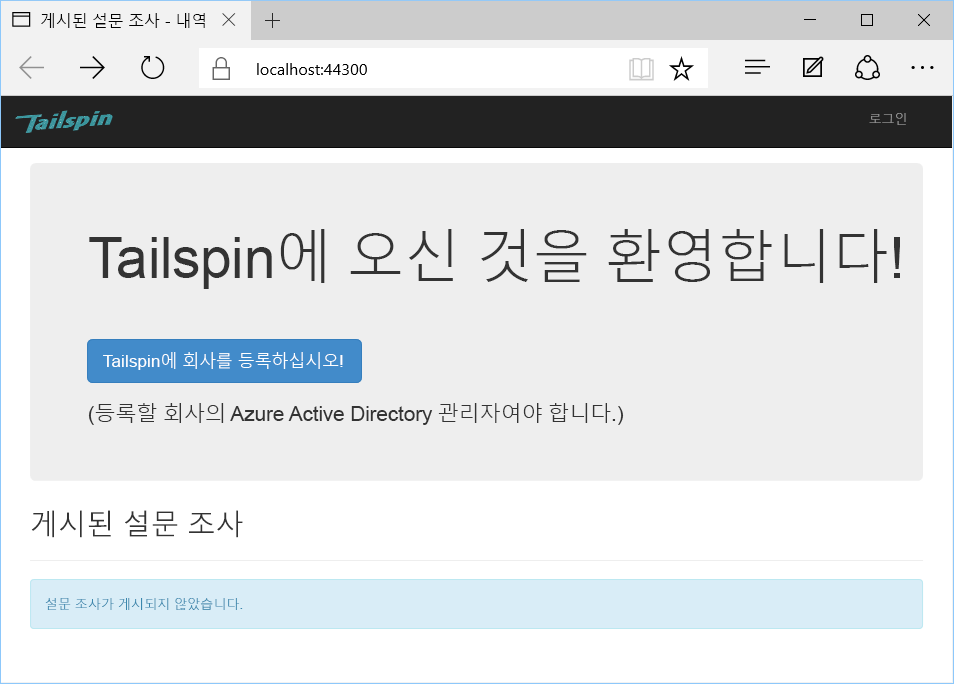 게시된 설문 조사 - 내역
localhost:44300
Tailspin
로그인
Tailspin에 오신 것을 환영합니다!
Tailspin에 회사를 등록하십시오!
(등록할 회사의 Azure Active Directory 관리자여야 합니다.)
게시된 설문 조사
설문 조사가 게시되지 않았습니다.